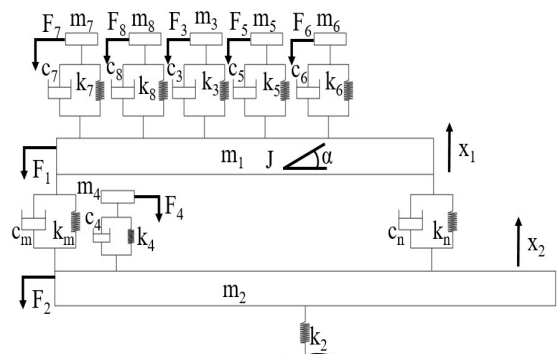 F₇ m₇ F₈ m₈ F₃ m₃ F₅ m₅ F₆ m₆
c₇ k₇ c₈ k₈ c₃ k₃ c₅ k₅ c₆ k₆
F₁ m₁ J α x₁
m₄ F₄
cₘ kₘ c₄ k₄ cₙ kₙ x₂
F₂ m₂
k₂